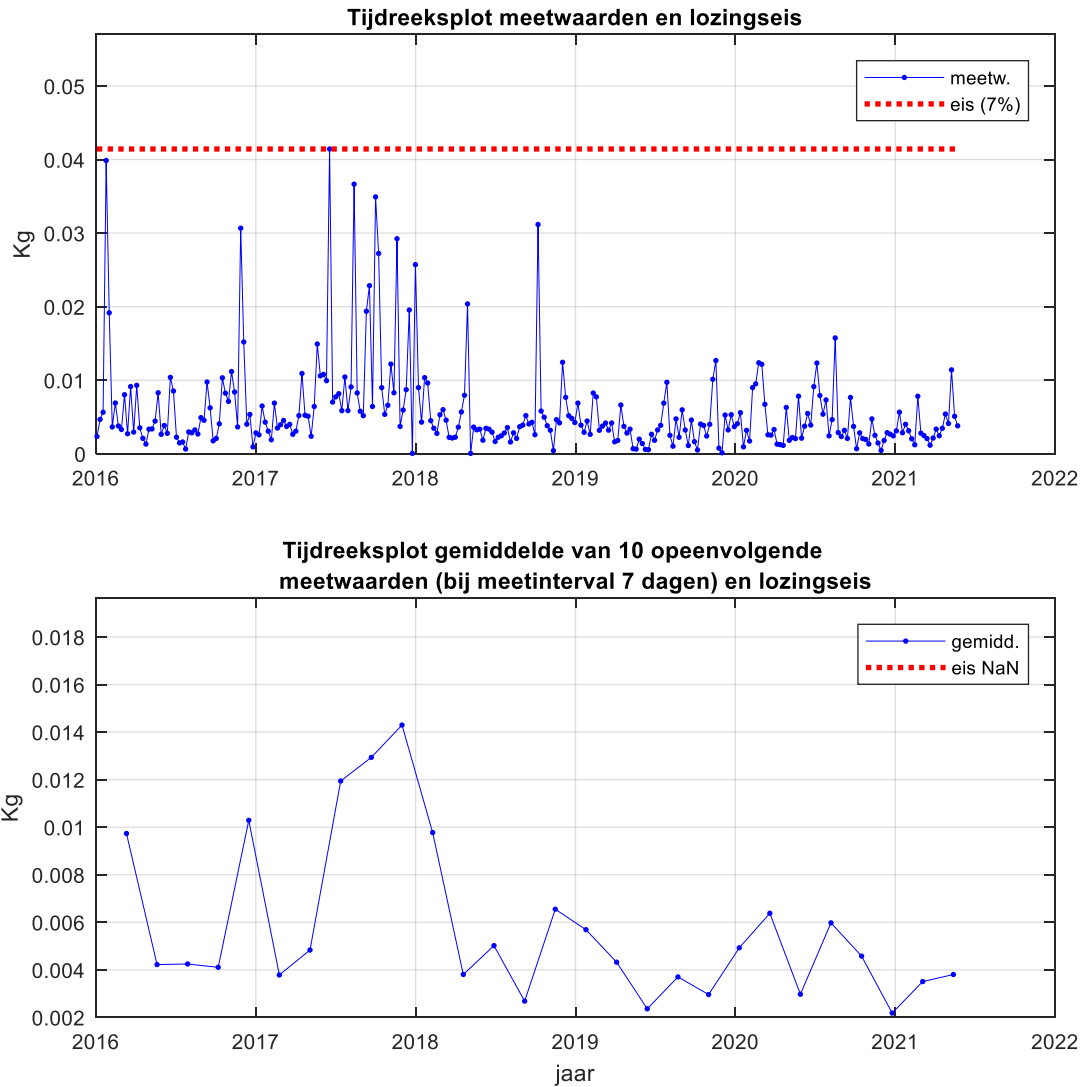 Tijdreeksplot meetwaarden en lozingseis
0.05
0.04
0.03
0.02
0.01
0
Kg
meetw.
eis (7%)
2016 2017 2018 2019 2020 2021 2022
Tijdreeksplot gemiddelde van 10 opeenvolgende
meetwaarden (bij meetinterval 7 dagen) en lozingseis
0.018
0.016
0.014
0.012
0.01
0.008
0.006
0.004
0.002
Kg
gemidd.
eis NaN
2016 2017 2018 2019 2020 2021 2022
jaar